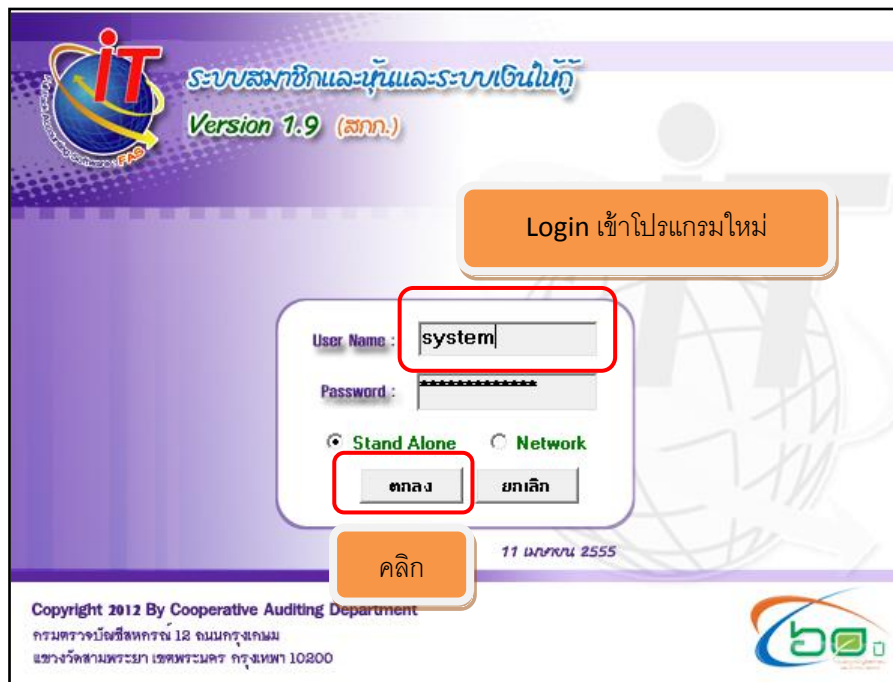 iT
ระบบสมาชิกและหุ้นและระบบเงินให้กู้
Version 1.9 (สกก.)
Login เข้าโปรแกรมใหม่
User Name : system
Password : *************
Stand Alone Network
ตกลง ยกเลิก
คลิก
11 เมษายน 2555
Copyright 2012 By Cooperative Auditing Department
กรมตรวจบัญชีสหกรณ์ 12 ถนนกรุงเกษม
แขวงวัดสามพระยา เขตพระนคร กรุงเทพฯ 10200
๖๑ ปี